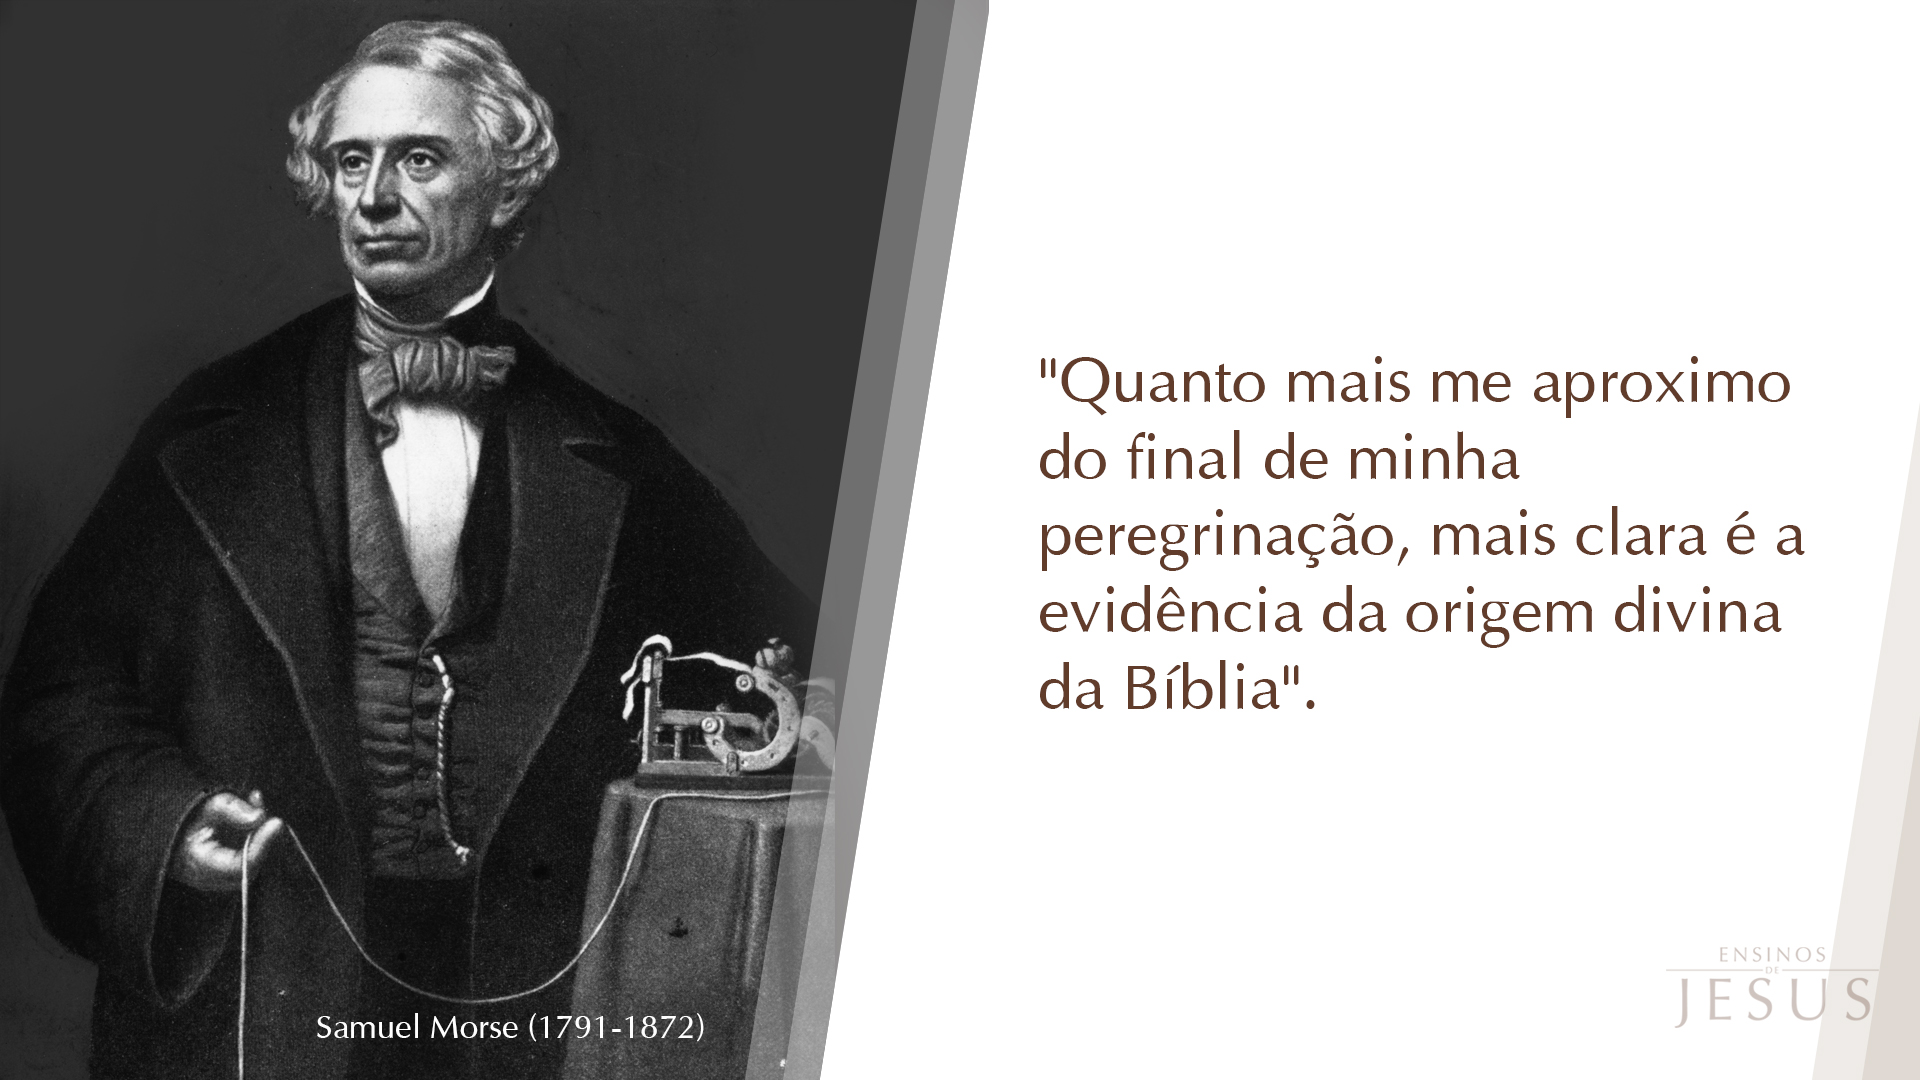 "Quanto mais me aproximo
do final de minha
peregrinação, mais clara é a
evidência da origem divina
da Bíblia".
Samuel Morse (1791-1872)
ENSINOS
DE
JESUS